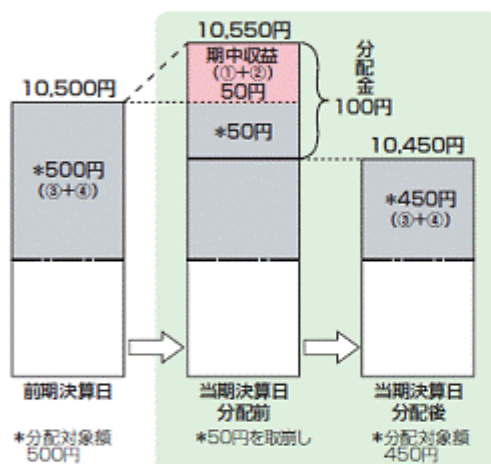 10,550円
期中収益
(①+②)
50円
分配金
100円
10,500円
*50円
10,450円
*500円
(③+④)
*450円
(③+④)
前期決算日
当期決算日
分配前
当期決算日
分配後
*分配対象額
500円
*50円を取崩し
*分配対象額
450円